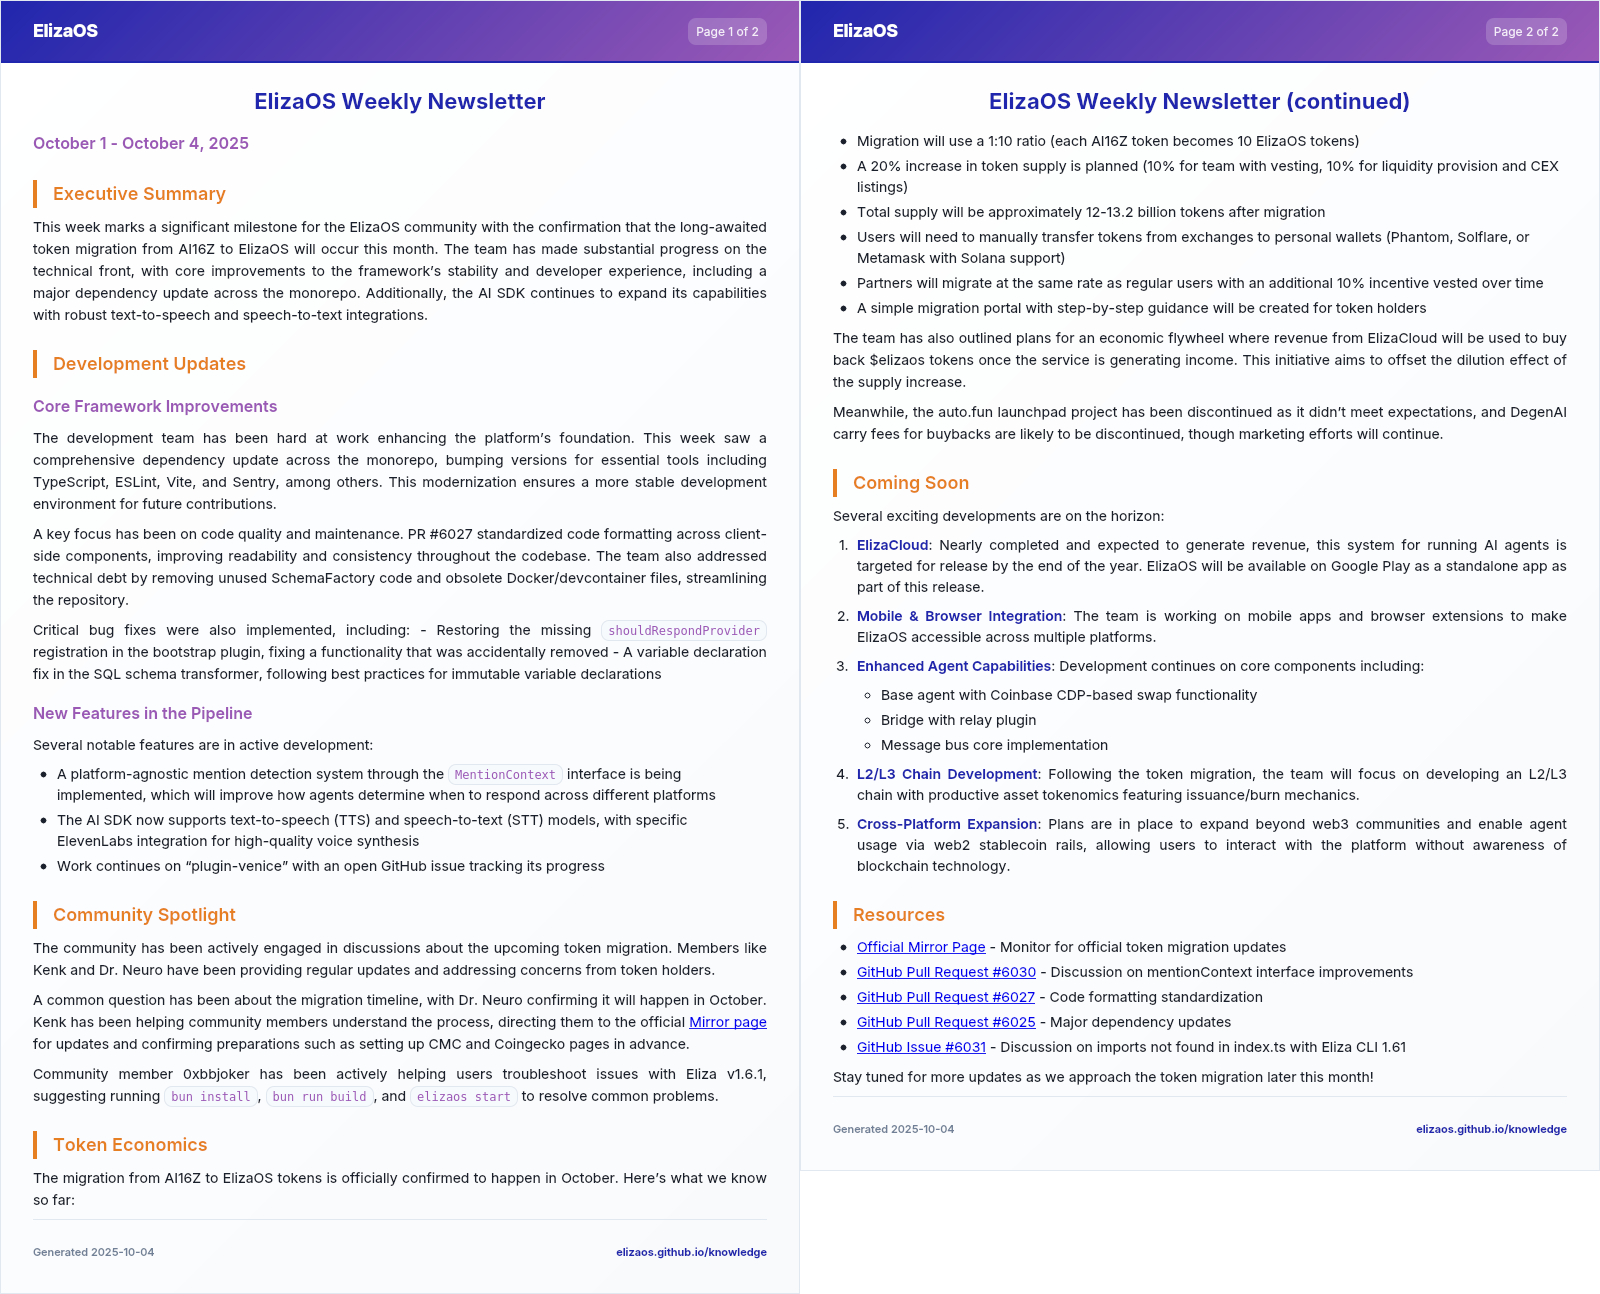 ElizaOS
Page 1 of 2
ElizaOS Weekly Newsletter
October 1 - October 4, 2025
Executive Summary
This week marks a significant milestone for the ElizaOS community with the confirmation that the long-awaited
token migration from AI16Z to ElizaOS will occur this month. The team has made substantial progress on the
technical front, with core improvements to the framework’s stability and developer experience, including a
major dependency update across the monorepo. Additionally, the AI SDK continues to expand its capabilities
with robust text-to-speech and speech-to-text integrations.
Development Updates
Core Framework Improvements
The development team has been hard at work enhancing the platform’s foundation. This week saw a
comprehensive dependency update across the monorepo, bumping versions for essential tools including
TypeScript, ESLint, Vite, and Sentry, among others. This modernization ensures a more stable development
environment for future contributions.
A key focus has been on code quality and maintenance. PR #6027 standardized code formatting across client-
side components, improving readability and consistency throughout the codebase. The team also addressed
technical debt by removing unused SchemaFactory code and obsolete Docker/devcontainer files, streamlining
the repository.
Critical bug fixes were also implemented, including: - Restoring the missing shouldRespondProvider
registration in the bootstrap plugin, fixing a functionality that was accidentally removed - A variable declaration
fix in the SQL schema transformer, following best practices for immutable variable declarations
New Features in the Pipeline
Several notable features are in active development:
• A platform-agnostic mention detection system through the MentionContext interface is being
implemented, which will improve how agents determine when to respond across different platforms
• The AI SDK now supports text-to-speech (TTS) and speech-to-text (STT) models, with specific
ElevenLabs integration for high-quality voice synthesis
• Work continues on “plugin-venice” with an open GitHub issue tracking its progress
Community Spotlight
The community has been actively engaged in discussions about the upcoming token migration. Members like
Kenk and Dr. Neuro have been providing regular updates and addressing concerns from token holders.
A common question has been about the migration timeline, with Dr. Neuro confirming it will happen in October.
Kenk has been helping community members understand the process, directing them to the official Mirror page
for updates and confirming preparations such as setting up CMC and Coingecko pages in advance.
Community member 0xbbjoker has been actively helping users troubleshoot issues with Eliza v1.6.1,
suggesting running bun install, bun run build, and elizaos start to resolve common problems.
Token Economics
The migration from AI16Z to ElizaOS tokens is officially confirmed to happen in October. Here’s what we know
so far:
Generated 2025-10-04
elizaos.github.io/knowledge
ElizaOS
Page 2 of 2
ElizaOS Weekly Newsletter (continued)
• Migration will use a 1:10 ratio (each AI16Z token becomes 10 ElizaOS tokens)
• A 20% increase in token supply is planned (10% for team with vesting, 10% for liquidity provision and CEX
listings)
• Total supply will be approximately 12-13.2 billion tokens after migration
• Users will need to manually transfer tokens from exchanges to personal wallets (Phantom, Solflare, or
Metamask with Solana support)
• Partners will migrate at the same rate as regular users with an additional 10% incentive vested over time
• A simple migration portal with step-by-step guidance will be created for token holders
The team has also outlined plans for an economic flywheel where revenue from ElizaCloud will be used to buy
back $elizaos tokens once the service is generating income. This initiative aims to offset the dilution effect of
the supply increase.
Meanwhile, the auto.fun launchpad project has been discontinued as it didn’t meet expectations, and DegenAI
carry fees for buybacks are likely to be discontinued, though marketing efforts will continue.
Coming Soon
Several exciting developments are on the horizon:
1. ElizaCloud: Nearly completed and expected to generate revenue, this system for running AI agents is
targeted for release by the end of the year. ElizaOS will be available on Google Play as a standalone app as
part of this release.
2. Mobile & Browser Integration: The team is working on mobile apps and browser extensions to make
ElizaOS accessible across multiple platforms.
3. Enhanced Agent Capabilities: Development continues on core components including:
◦ Base agent with Coinbase CDP-based swap functionality
◦ Bridge with relay plugin
◦ Message bus core implementation
4. L2/L3 Chain Development: Following the token migration, the team will focus on developing an L2/L3
chain with productive asset tokenomics featuring issuance/burn mechanics.
5. Cross-Platform Expansion: Plans are in place to expand beyond web3 communities and enable agent
usage via web2 stablecoin rails, allowing users to interact with the platform without awareness of
blockchain technology.
Resources
• Official Mirror Page - Monitor for official token migration updates
• GitHub Pull Request #6030 - Discussion on mentionContext interface improvements
• GitHub Pull Request #6027 - Code formatting standardization
• GitHub Pull Request #6025 - Major dependency updates
• GitHub Issue #6031 - Discussion on imports not found in index.ts with Eliza CLI 1.61
Stay tuned for more updates as we approach the token migration later this month!
Generated 2025-10-04
elizaos.github.io/knowledge